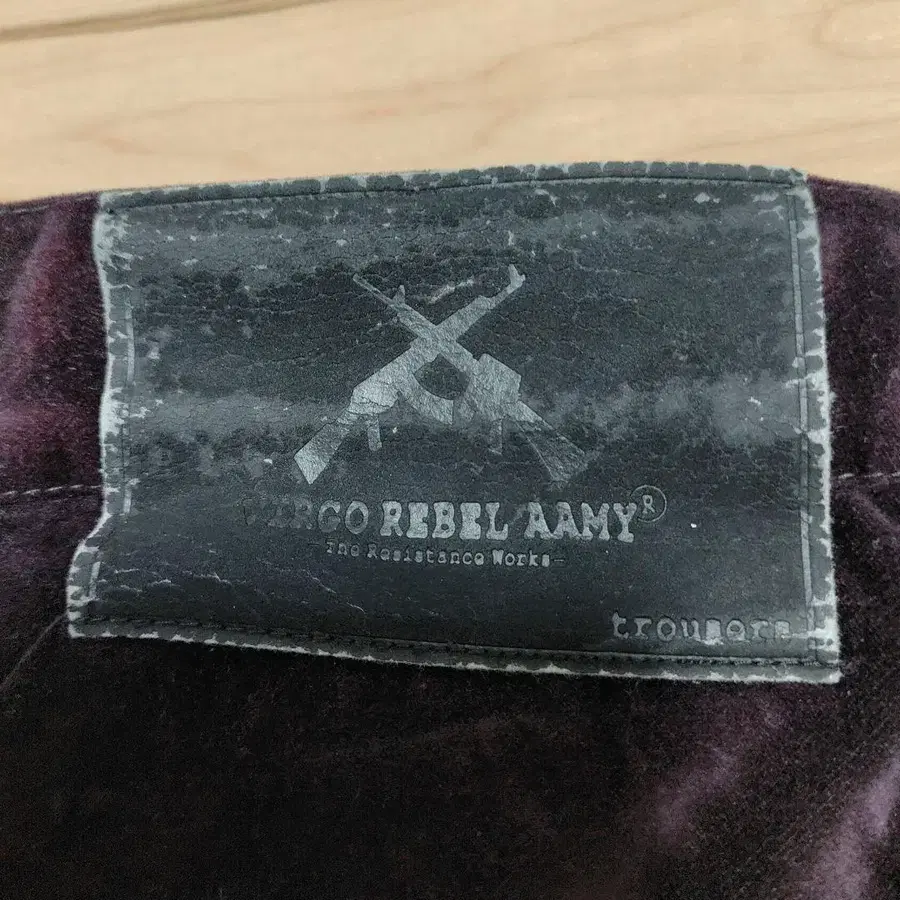 VIRGO REBEL AAMY®
-The Resistance Works-
trousers